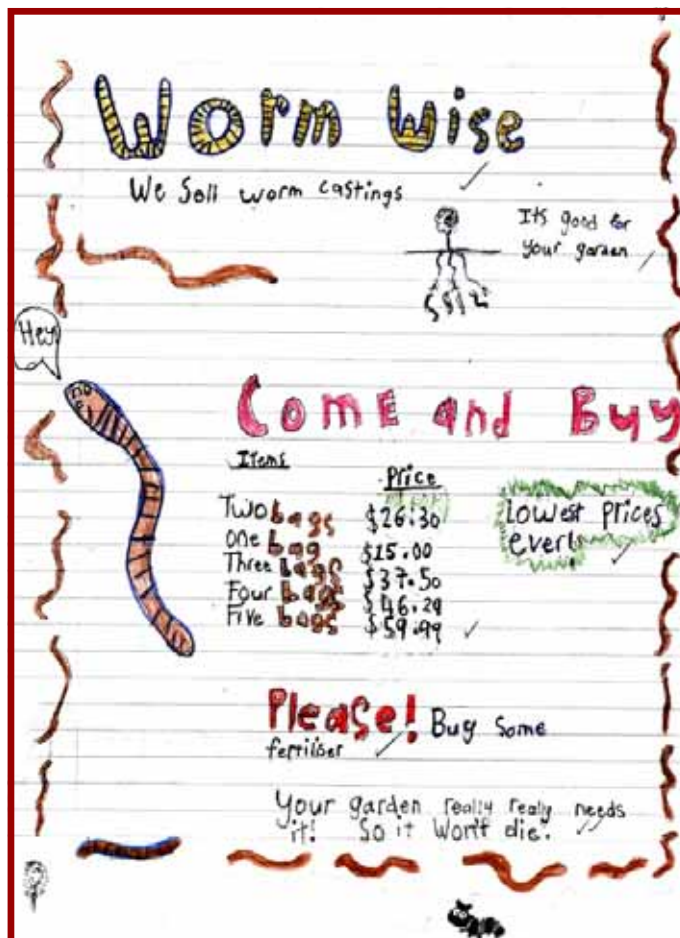 Worm Wise
We Sell worm castings
It's good for
your garden
Hey
Come and Buy
Items Price
Two bags $26.30
one bag $15.00
Three bags $37.50
Four bags $46.29
Five bags $59.99
Lowest prices
ever!
Please! Buy some
fertiliser
Your garden really really needs
it! So it Won't die.